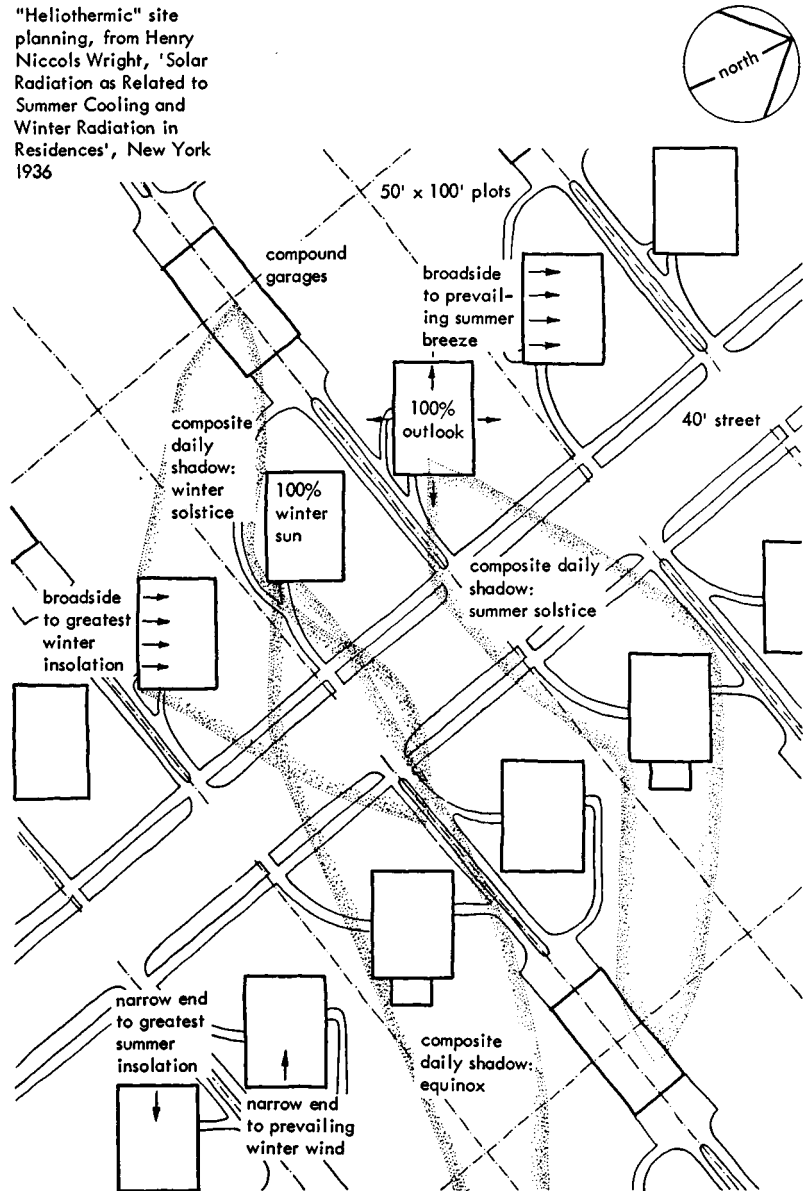 "Heliothermic" site
planning, from Henry
Niccols Wright, 'Solar
Radiation as Related to
Summer Cooling and
Winter Radiation in
Residences', New York
1936
north
50' x 100' plots
compound
garages
broadside
to prevail-
ing summer
breeze
100%
outlook
40' street
composite
daily
shadow:
winter
solstice
100%
winter
sun
composite daily
shadow:
summer solstice
broadside
to greatest
winter
insolation
narrow end
to greatest
summer
insolation
narrow end
to prevailing
winter wind
composite
daily shadow:
equinox